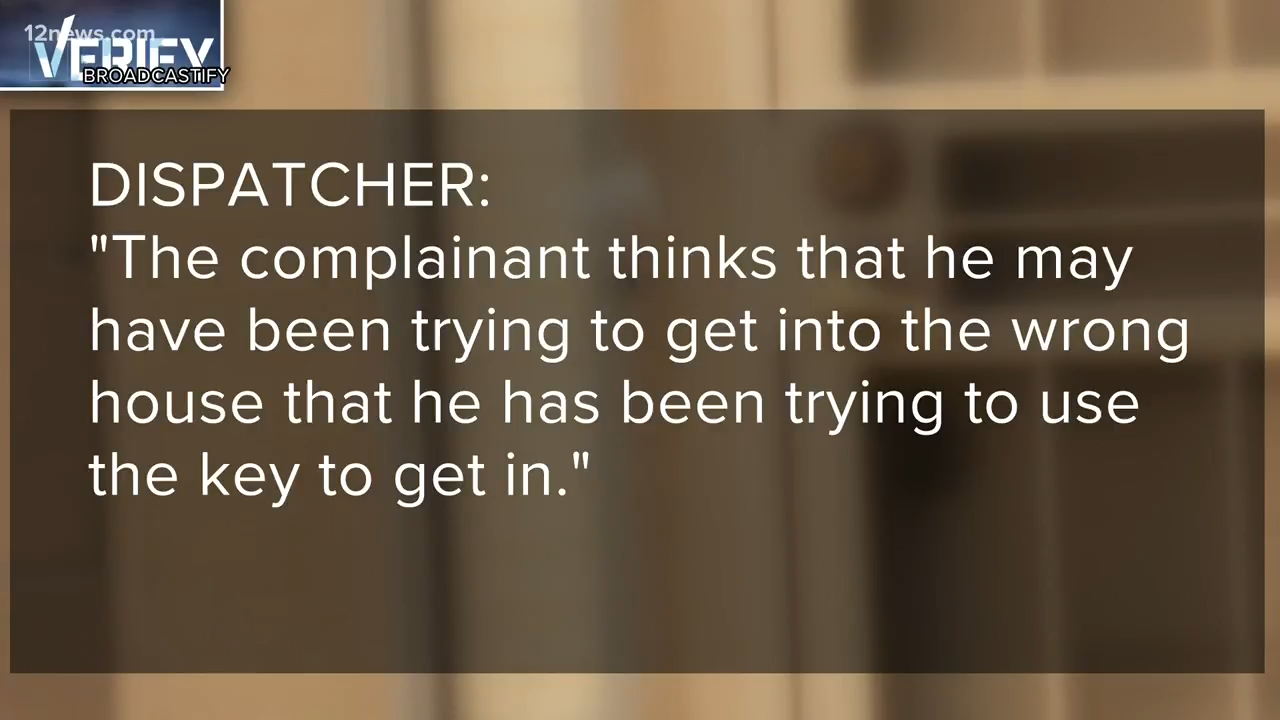 12news.com
VERIFY
BROADCASTIFY
DISPATCHER:
"The complainant thinks that he may
have been trying to get into the wrong
house that he has been trying to use
the key to get in."